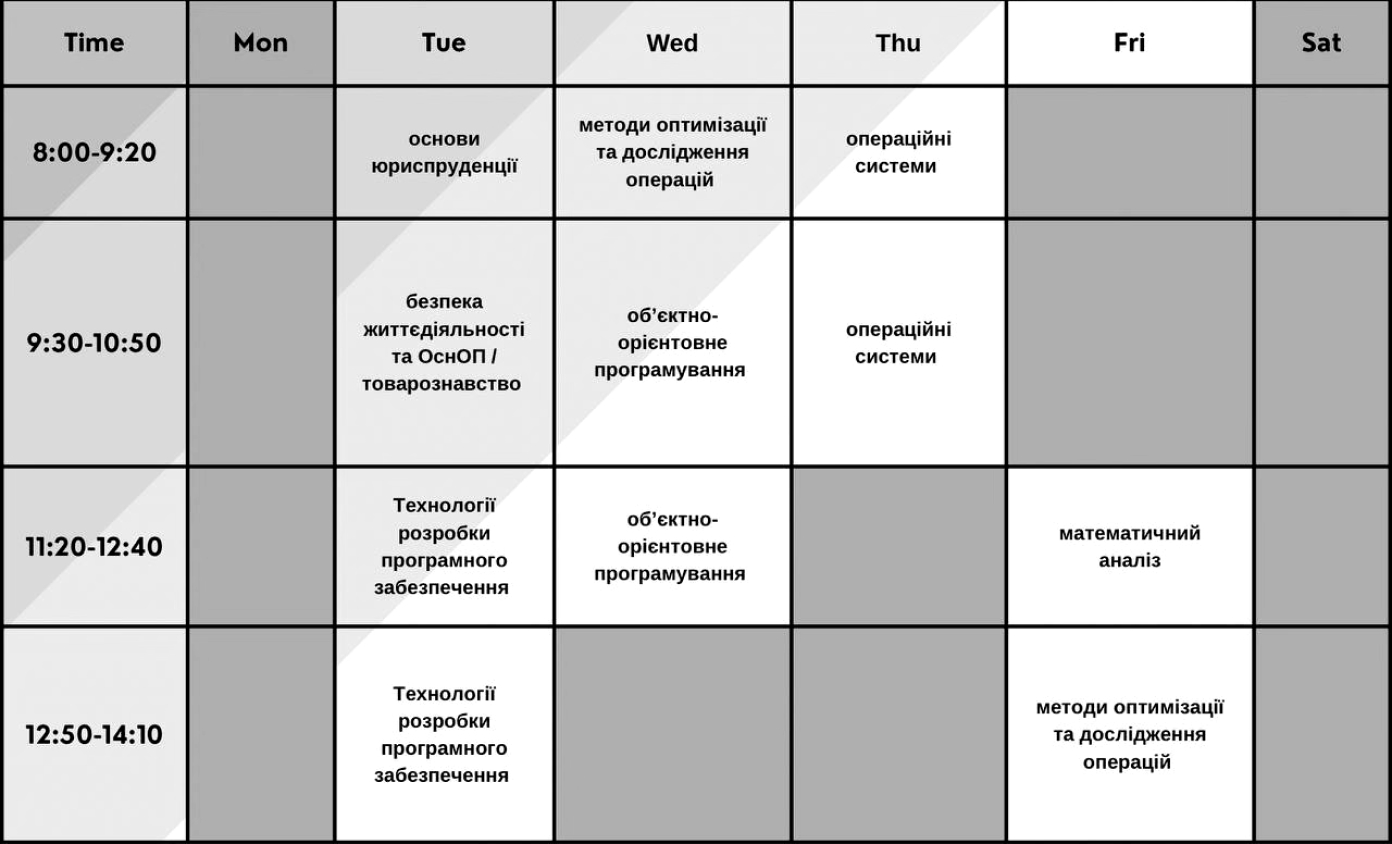 Time Mon Tue Wed Thu Fri Sat
8:00-9:20
основи
юриспруденції
методи оптимізації
та дослідження
операцій
операційні
системи
9:30-10:50
безпека
життєдіяльності
та ОснОП /
товарознавство
об’єктно-
орієнтовне
програмування
операційні
системи
11:20-12:40
Технології
розробки
програмного
забезпечення
об’єктно-
орієнтовне
програмування
математичний
аналіз
12:50-14:10
Технології
розробки
програмного
забезпечення
методи оптимізації
та дослідження
операцій